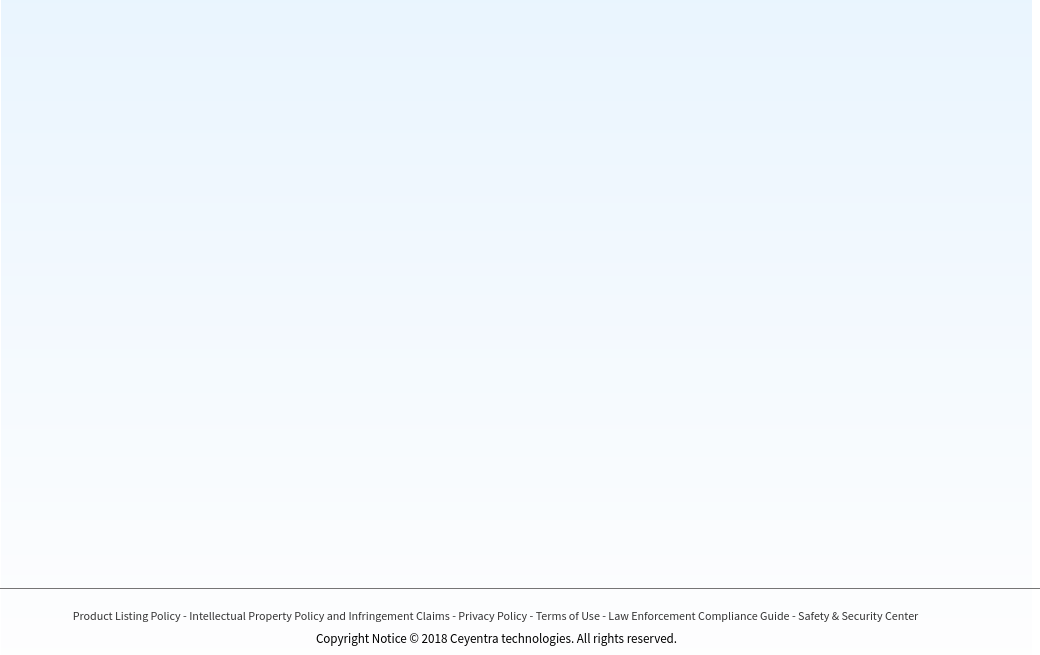 Product Listing Policy - Intellectual Property Policy and Infringement Claims - Privacy Policy - Terms of Use - Law Enforcement Compliance Guide - Safety & Security Center
Copyright Notice © 2018 Ceyentra technologies. All rights reserved.